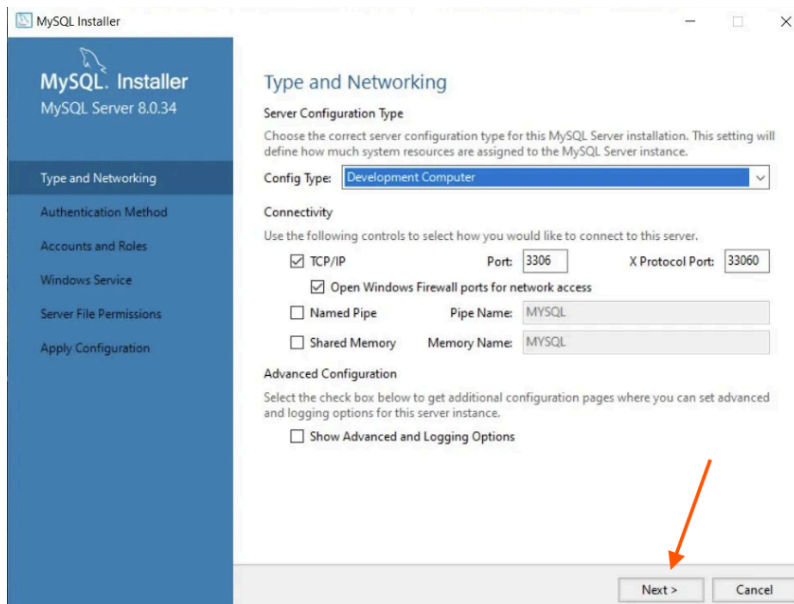 MySQL Installer
MySQL. Installer
MySQL Server 8.0.34
Type and Networking
Authentication Method
Accounts and Roles
Windows Service
Server File Permissions
Apply Configuration
Type and Networking
Server Configuration Type
Choose the correct server configuration type for this MySQL Server installation. This setting will
define how much system resources are assigned to the MySQL Server instance.
Config Type: Development Computer
Connectivity
Use the following controls to select how you would like to connect to this server.
TCP/IP Port: 3306 X Protocol Port: 33060
Open Windows Firewall ports for network access
Named Pipe Pipe Name: MYSQL
Shared Memory Memory Name: MYSQL
Advanced Configuration
Select the check box below to get additional configuration pages where you can set advanced
and logging options for this server instance.
Show Advanced and Logging Options
Next > Cancel